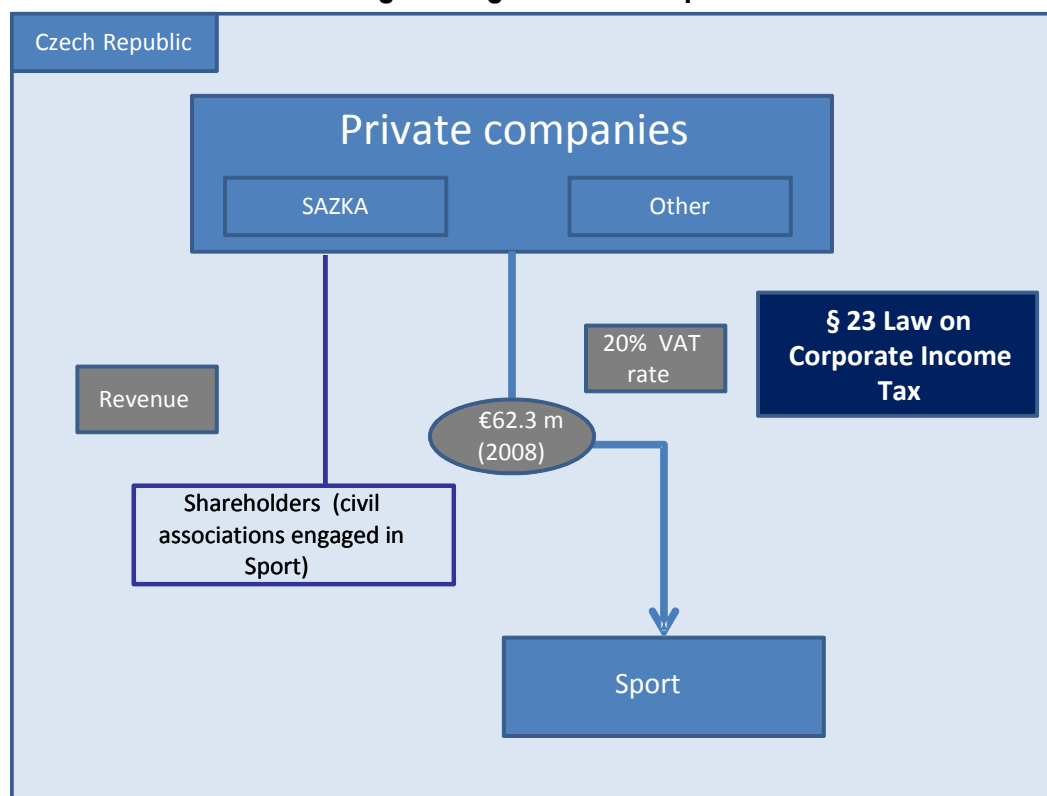 Czech Republic
Private companies
SAZKA
Other
§ 23 Law on
Corporate Income
Tax
20% VAT
rate
Revenue
€62.3 m
(2008)
Shareholders (civil
associations engaged in
Sport)
Sport